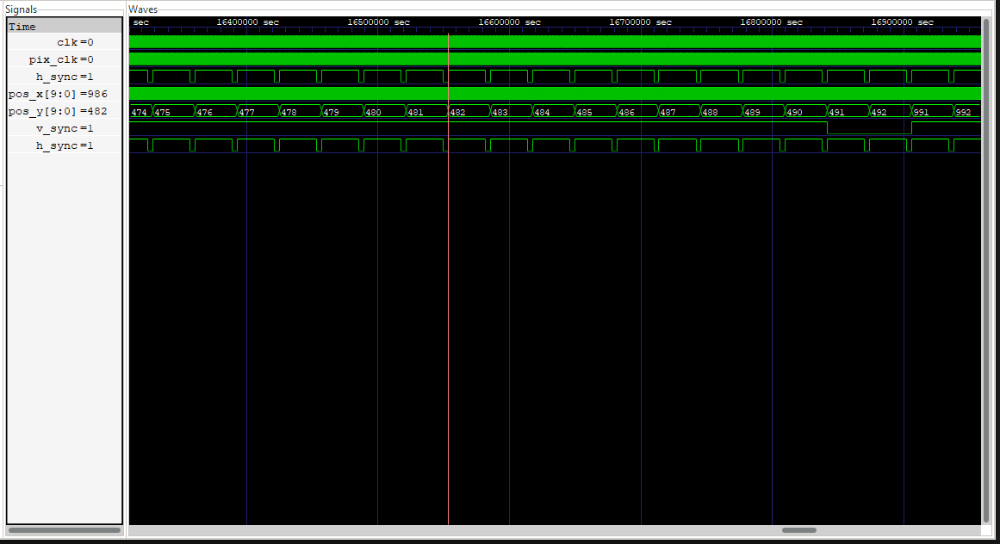 Signals
Waves
Time
sec 16400000 sec 16500000 sec 16600000 sec 16700000 sec 16800000 sec 16900000 sec
clk=0
pix_clk=0
h_sync=1
pos_x[9:0]=986
pos_y[9:0]=482
474 475 476 477 478 479 480 481 482 483 484 485 486 487 488 489 490 491 492 991 992
v_sync=1
h_sync=1